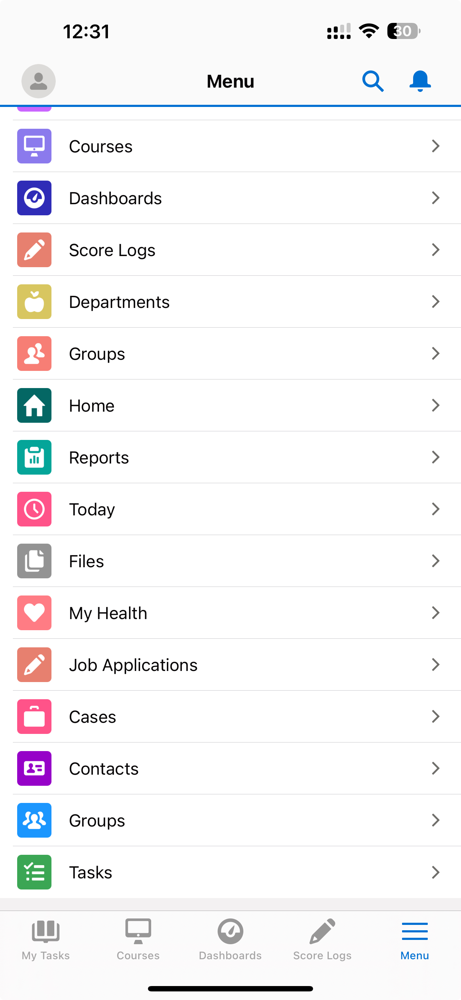 12:31
30
Menu
Courses
Dashboards
Score Logs
Departments
Groups
Home
Reports
Today
Files
My Health
Job Applications
Cases
Contacts
Groups
Tasks
My Tasks
Courses
Dashboards
Score Logs
Menu